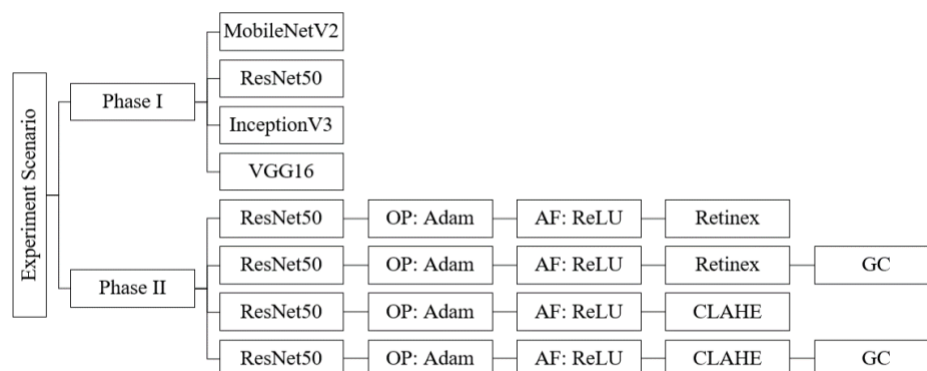 Experiment Scenario
Phase I
MobileNetV2
ResNet50
InceptionV3
VGG16
Phase II
ResNet50 OP: Adam AF: ReLU Retinex
ResNet50 OP: Adam AF: ReLU Retinex GC
ResNet50 OP: Adam AF: ReLU CLAHE
ResNet50 OP: Adam AF: ReLU CLAHE GC